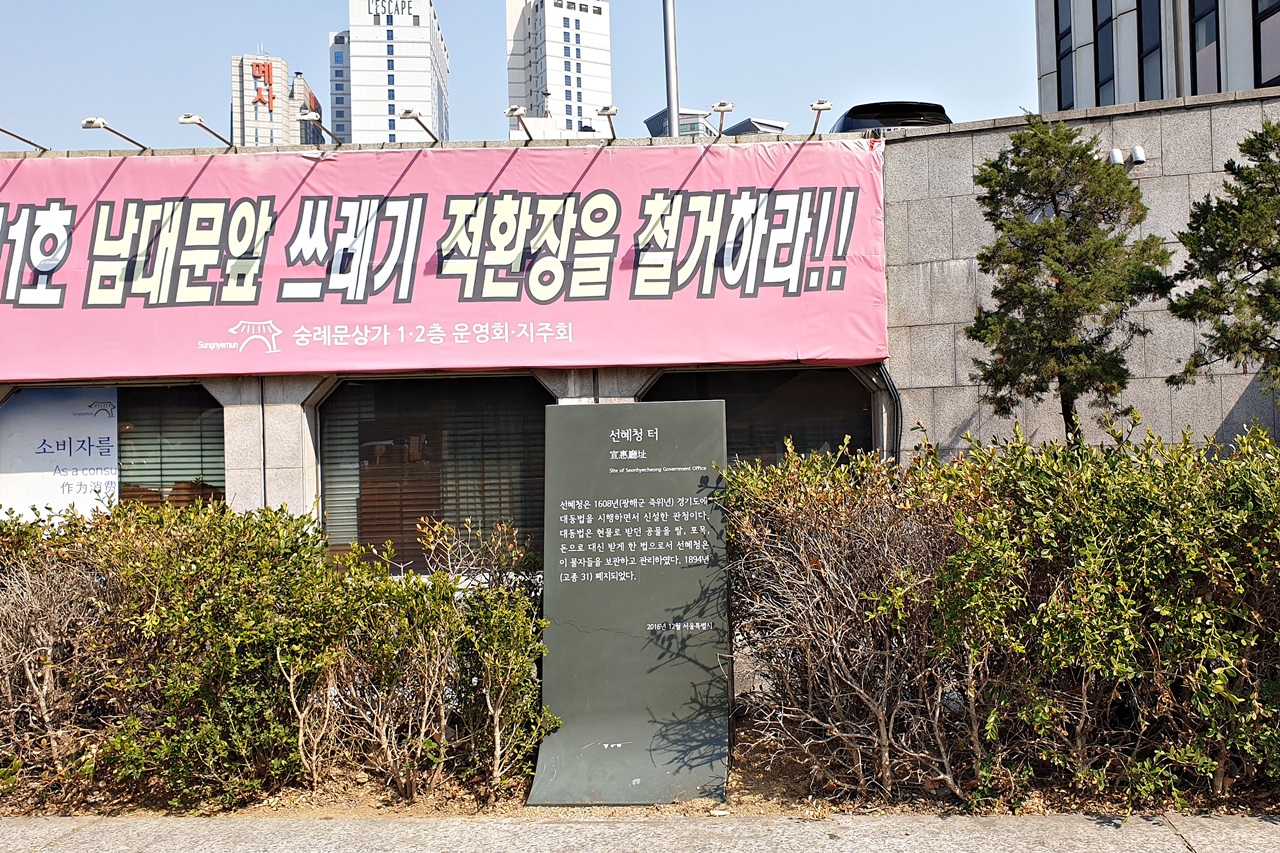 L'ESCAPE
메사
1호 남대문앞 쓰레기 적환장을 철거하라!!
Sungnyemun 숭례문상가 1·2층 운영회·지주회
소비자를
As a consu
作为消费
선혜청 터
宣惠廳址
Site of Seonhyecheong Government Office
선혜청은 1608년(광해군 즉위년) 경기도에
대동법을 시행하면서 신설한 관청이다.
대동법은 현물로 받던 공물을 쌀, 포목,
돈으로 대신 받게 한 법으로서 선혜청은
이 물자들을 보관하고 관리하였다. 1894년
(고종 31) 폐지되었다.
2016년 12월 서울특별시